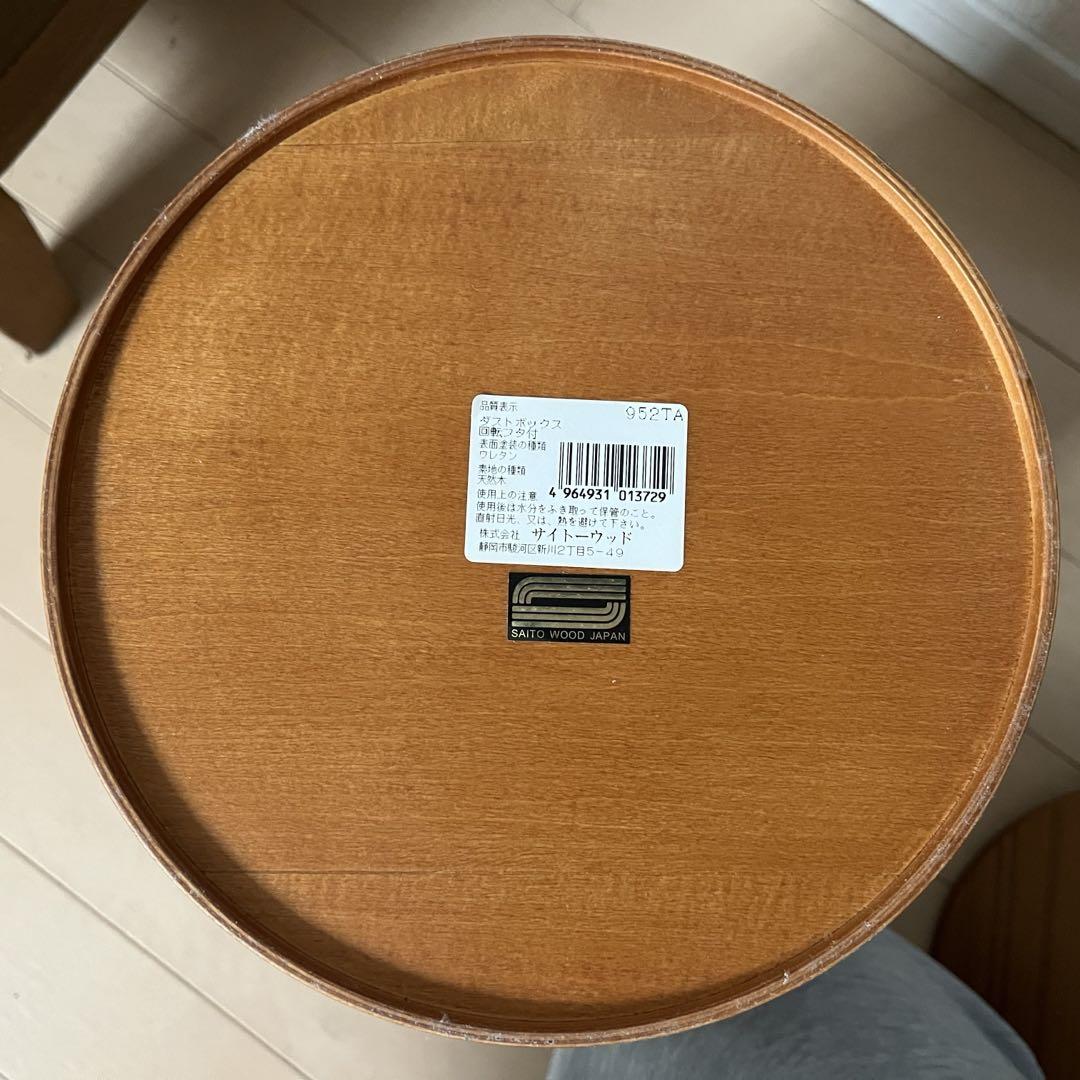 品質表示 952TA
ダストボックス
回転フタ付
表面塗装の種類
ウレタン
素地の種類
天然木
4 964931 013729
使用上の注意
使用後は水分をふき取って保管のこと。
直射日光、又は、熱を避けて下さい。
株式会社 サイトーウッド
静岡市駿河区新川2丁目5-49
SAITO WOOD JAPAN